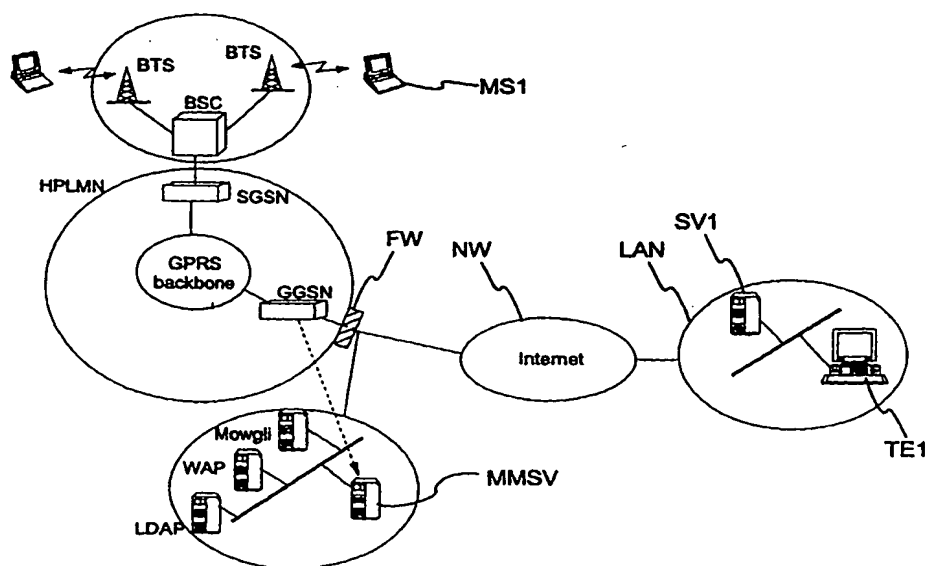 BTS
BTS
MS1
BSC
HPLMN
SGSN
FW
NW
LAN
SV1
GPRS
backbone
GGSN
Internet
Mowgli
TE1
WAP
MMSV
LDAP